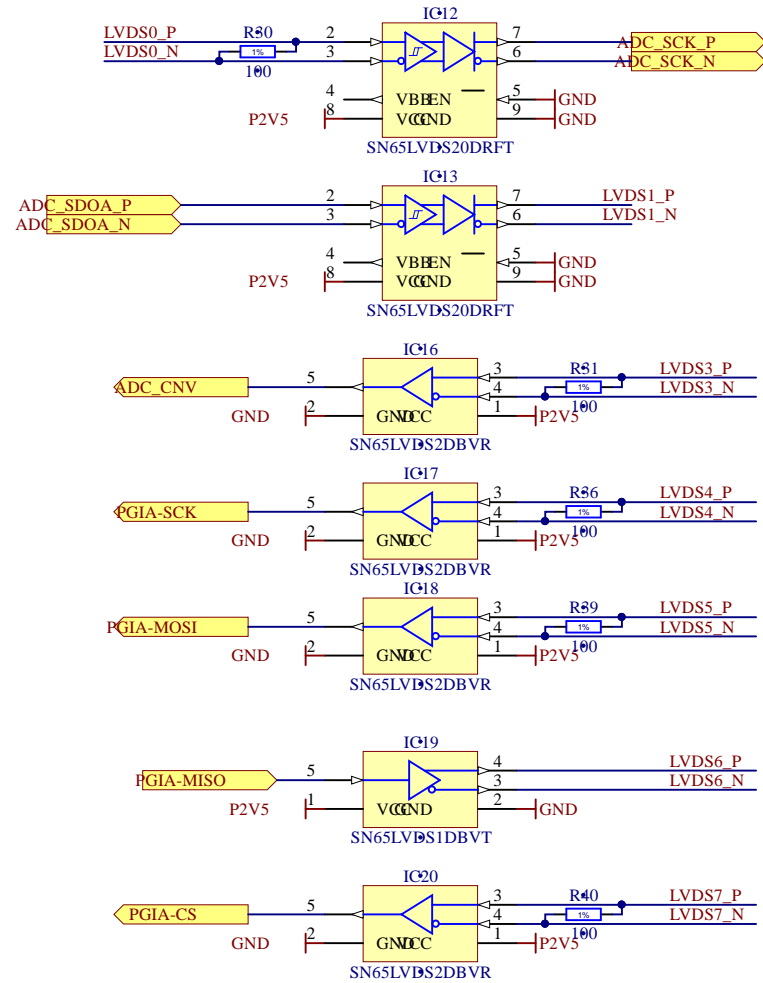 IC12
LVDS0_P R30 2 7 ADC_SCK_P
LVDS0_N 1% 3 6 ADC_SCK_N
100
4 VBB EN 5 GND
P2V5 8 VCC GND 9 GND
SN65LVDS20DRFT
IC13
ADC_SDOA_P 2 7 LVDS1_P
ADC_SDOA_N 3 6 LVDS1_N
4 VBB EN 5 GND
P2V5 8 VCC GND 9 GND
SN65LVDS20DRFT
IC16
ADC_CNV 5 3 R31 LVDS3_P
4 1% LVDS3_N
GND 2 GND VCC 1 P2V5 100
SN65LVDS2DBVR
IC17
PGIA-SCK 5 3 R36 LVDS4_P
4 1% LVDS4_N
GND 2 GND VCC 1 P2V5 100
SN65LVDS2DBVR
IC18
PGIA-MOSI 5 3 R39 LVDS5_P
4 1% LVDS5_N
GND 2 GND VCC 1 P2V5 100
SN65LVDS2DBVR
IC19
PGIA-MISO 5 4 LVDS6_P
3 LVDS6_N
P2V5 1 VCC GND 2 GND
SN65LVDS1DBVT
IC20
PGIA-CS 5 3 R40 LVDS7_P
4 1% LVDS7_N
GND 2 GND VCC 1 P2V5 100
SN65LVDS2DBVR